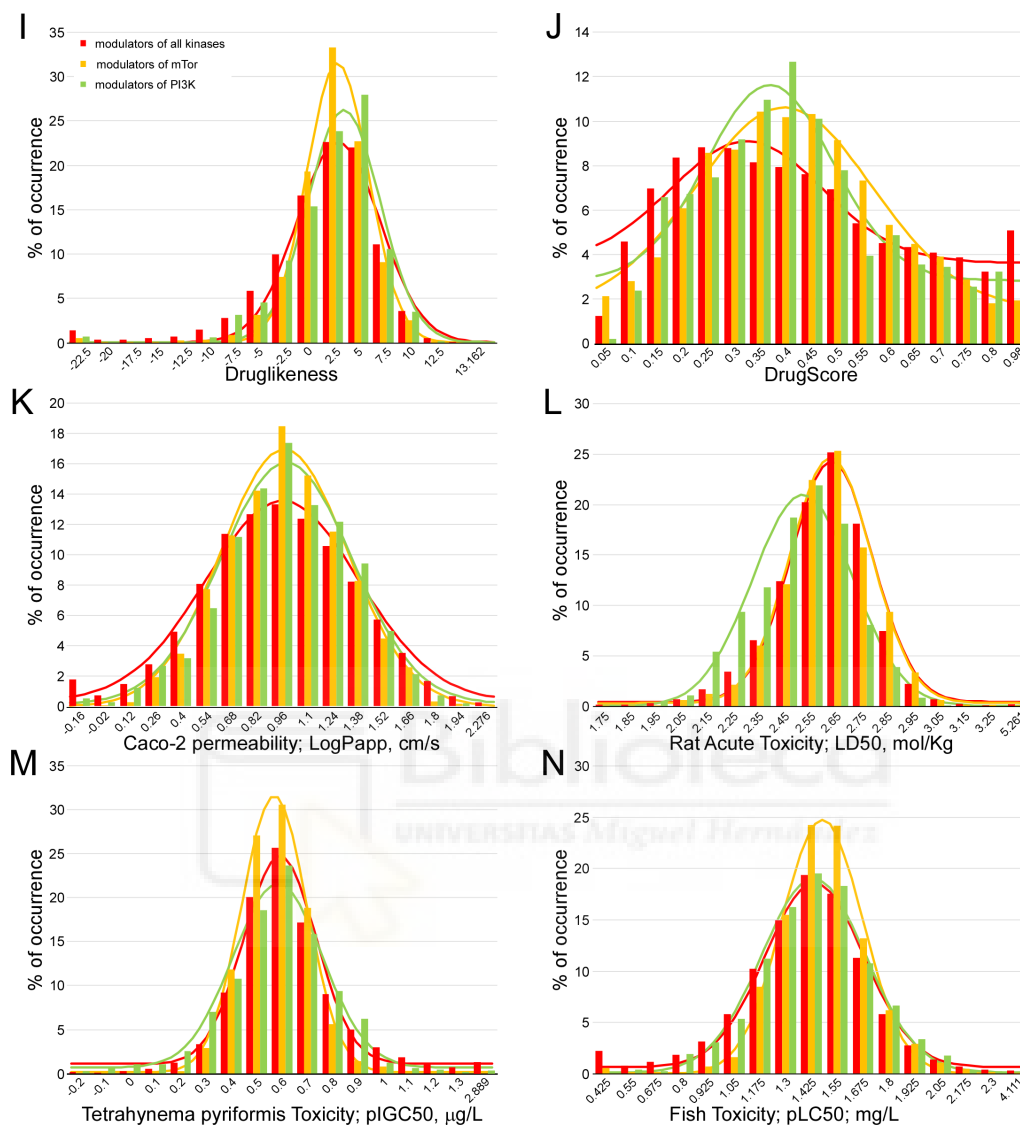 I
35
30
25
20
15
10
5
0
% of occurrence
modulators of all kinases
modulators of mTor
modulators of PI3K
-22.5 -20 -17.5 -15 -12.5 -10 -7.5 -5 -2.5 0 2.5 5 7.5 10 12.5 13.162
Druglikeness
J
14
12
10
8
6
4
2
0
% of occurrence
0.05 0.1 0.15 0.2 0.25 0.3 0.35 0.4 0.45 0.5 0.55 0.6 0.65 0.7 0.75 0.8 0.98
DrugScore
K
20
18
16
14
12
10
8
6
4
2
0
% of occurrence
-0.16 -0.02 0.12 0.26 0.4 0.54 0.68 0.82 0.96 1.1 1.24 1.38 1.52 1.66 1.8 1.94 2.276
Caco-2 permeability; LogPapp, cm/s
L
30
25
20
15
10
5
0
% of occurrence
1.75 1.85 1.95 2.05 2.15 2.25 2.35 2.45 2.55 2.65 2.75 2.85 2.95 3.05 3.15 3.25
Rat Acute Toxicity; LD50, mol/Kg
M
35
30
25
20
15
10
5
0
% of occurrence
-0.2 -0.1 0 0.1 0.2 0.3 0.4 0.5 0.6 0.7 0.8 0.9 1 1.1 1.2 1.3 2.889
Tetrahynema pyriformis Toxicity; pIGC50, μg/L
N
30
25
20
15
10
5
0
% of occurrence
0.425 0.55 0.675 0.8 0.925 1.05 1.175 1.3 1.425 1.55 1.675 1.8 1.925 2.05 2.175 2.3 4.111
Fish Toxicity; pLC50; mg/L
Biblioteca
UNIVERSITAS Miguel Hernández